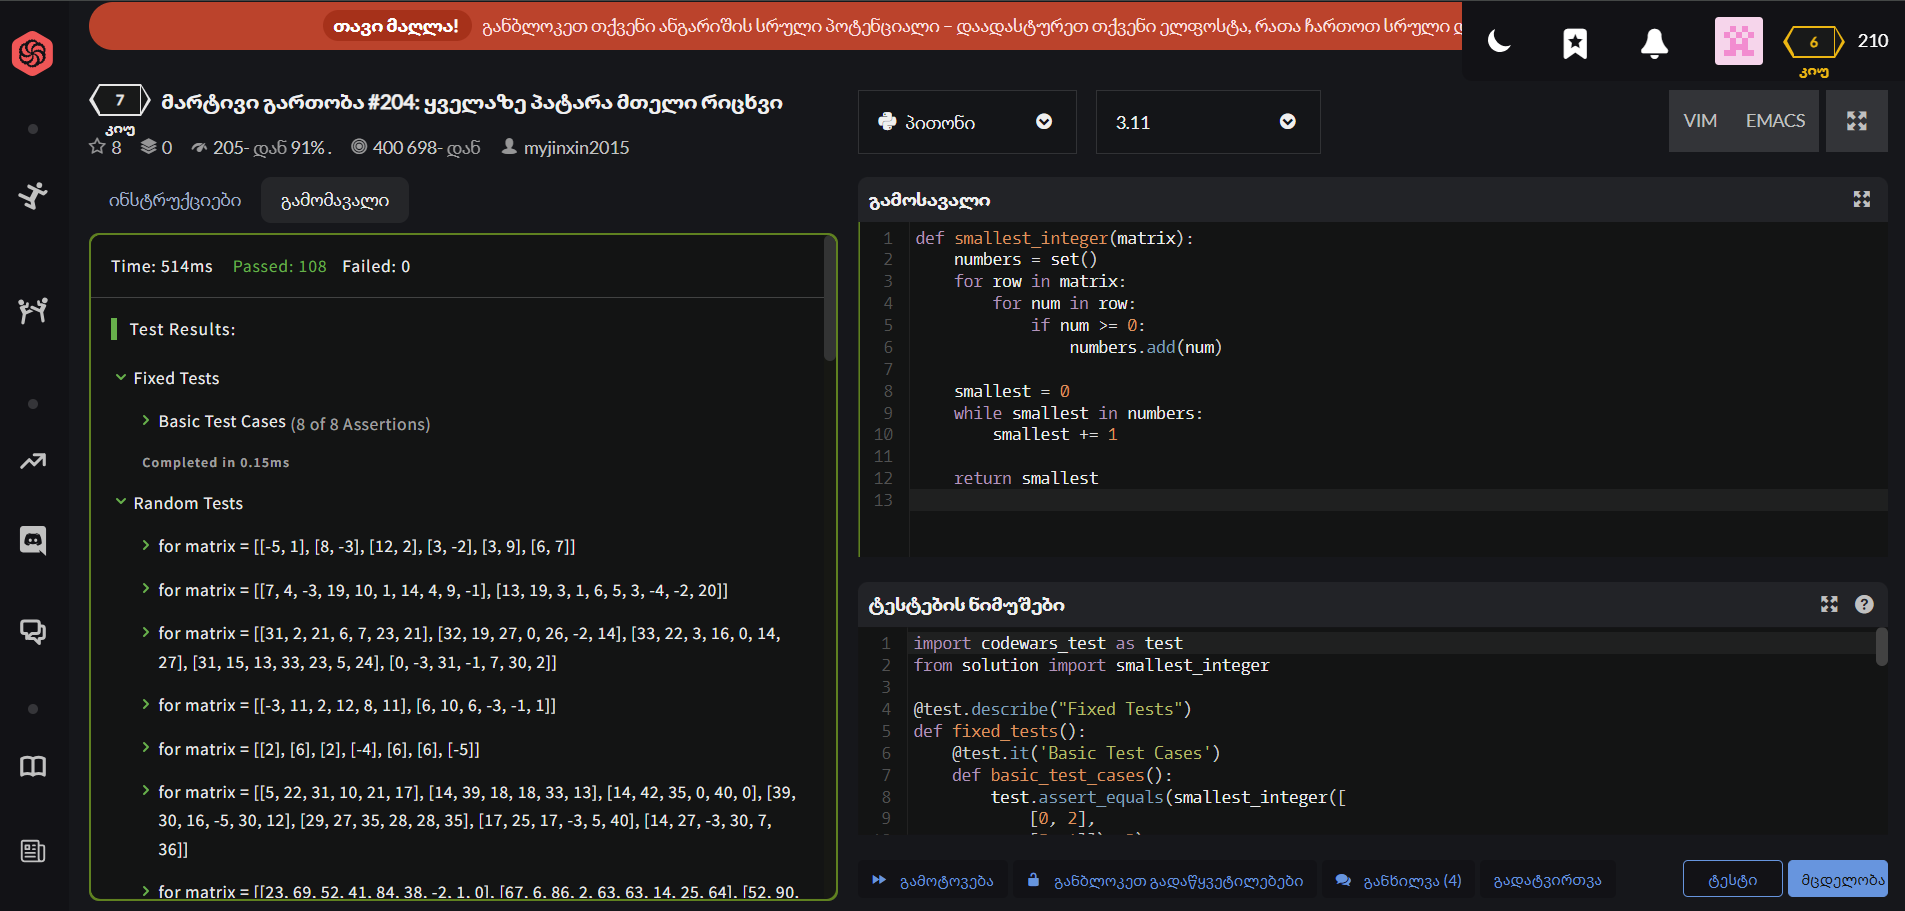 თავი მაღლა! განბლოკეთ თქვენი ანგარიშის სრული პოტენციალი – დაადასტურეთ თქვენი ელფოსტა, რათა ჩართოთ სრული
6 კიუ 210
7 კიუ მარტივი გართობა #204: ყველაზე პატარა მთელი რიცხვი
8 0 205- დან 91% . 400 698- დან myjinxin2015
პითონი 3.11 VIM EMACS
ინსტრუქციები გამომავალი
Time: 514ms Passed: 108 Failed: 0
Test Results:
Fixed Tests
Basic Test Cases (8 of 8 Assertions)
Completed in 0.15ms
Random Tests
for matrix = [[-5, 1], [8, -3], [12, 2], [3, -2], [3, 9], [6, 7]]
for matrix = [[7, 4, -3, 19, 10, 1, 14, 4, 9, -1], [13, 19, 3, 1, 6, 5, 3, -4, -2, 20]]
for matrix = [[31, 2, 21, 6, 7, 23, 21], [32, 19, 27, 0, 26, -2, 14], [33, 22, 3, 16, 0, 14,
27], [31, 15, 13, 33, 23, 5, 24], [0, -3, 31, -1, 7, 30, 2]]
for matrix = [[-3, 11, 2, 12, 8, 11], [6, 10, 6, -3, -1, 1]]
for matrix = [[2], [6], [2], [-4], [6], [6], [-5]]
for matrix = [[5, 22, 31, 10, 21, 17], [14, 39, 18, 18, 33, 13], [14, 42, 35, 0, 40, 0], [39,
30, 16, -5, 30, 12], [29, 27, 35, 28, 28, 35], [17, 25, 17, -3, 5, 40], [14, 27, -3, 30, 7,
36]]
for matrix = [[23, 69, 52, 41, 84, 38, -2, 1, 0], [67, 6, 86, 2, 63, 63, 14, 25, 64], [52, 90,
გამოსავალი
1 def smallest_integer(matrix):
2     numbers = set()
3     for row in matrix:
4         for num in row:
5             if num >= 0:
6                 numbers.add(num)
7
8     smallest = 0
9     while smallest in numbers:
10         smallest += 1
11
12     return smallest
13
ტესტების ნიმუშები
1 import codewars_test as test
2 from solution import smallest_integer
3
4 @test.describe("Fixed Tests")
5 def fixed_tests():
6     @test.it('Basic Test Cases')
7     def basic_test_cases():
8         test.assert_equals(smallest_integer([
9             [0, 2],
გამოტოვება განბლოკეთ გადაწყვეტილებები განხილვა (4) გადატვირთვა ტესტი მცდელობა